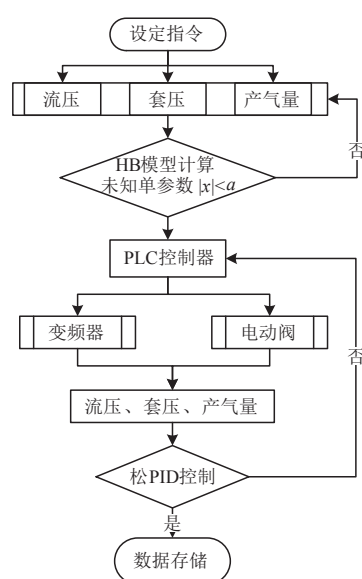 设定指令
流压
套压
产气量
HB模型计算
未知单参数 |x|<a
否
PLC控制器
变频器
电动阀
否
流压、套压、产气量
松PID控制
是
数据存储